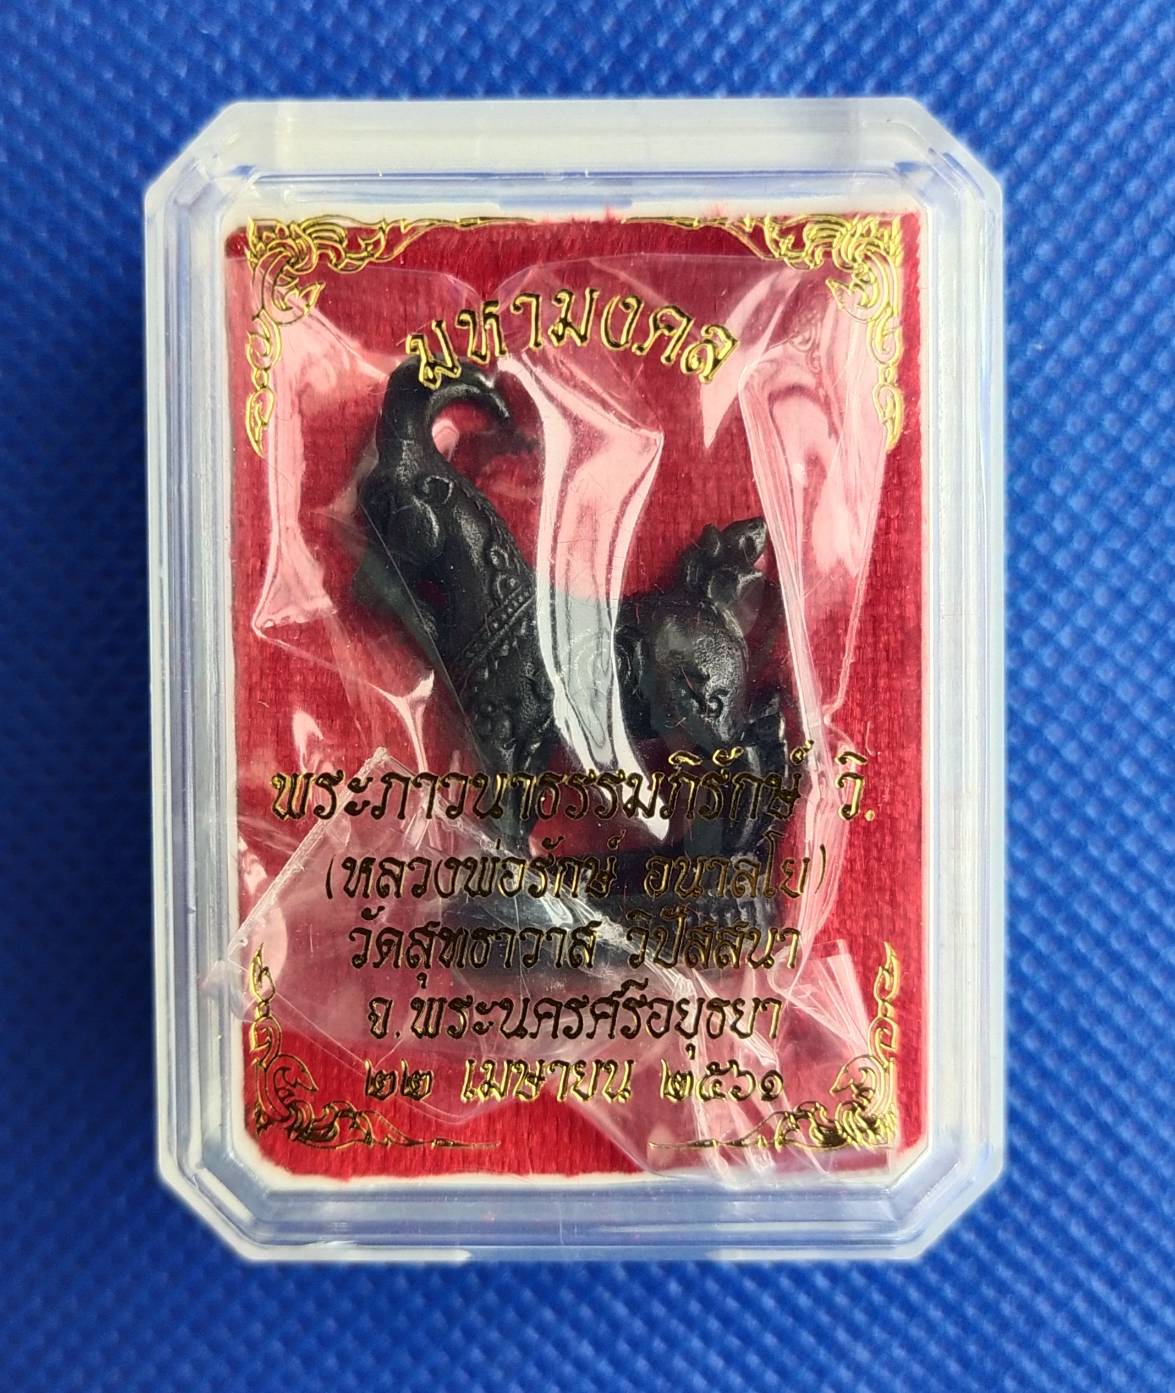 มหามงคล
พระภาวนาธรรมภิรักษ์ วิ.
(หลวงพ่อรักษ์ อนาลโย)
วัดสุทธาวาส วิปัสสนา
จ.พระนครศรีอยุธยา
๒๒ เมษายน ๒๕๖๑